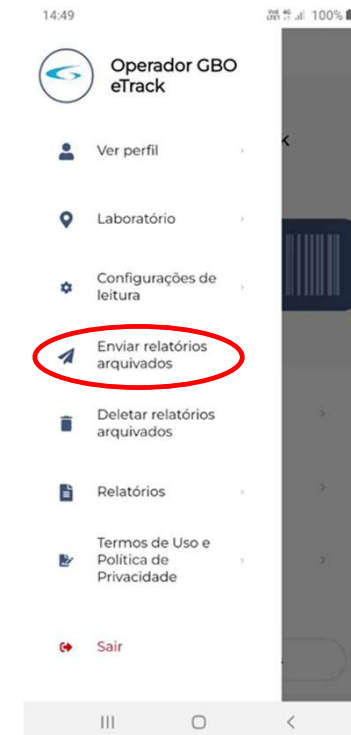 14:49
100%
Operador GBO
eTrack
Ver perfil
Laboratório
Configurações de
leitura
Enviar relatórios
arquivados
Deletar relatórios
arquivados
Relatórios
Termos de Uso e
Política de
Privacidade
Sair